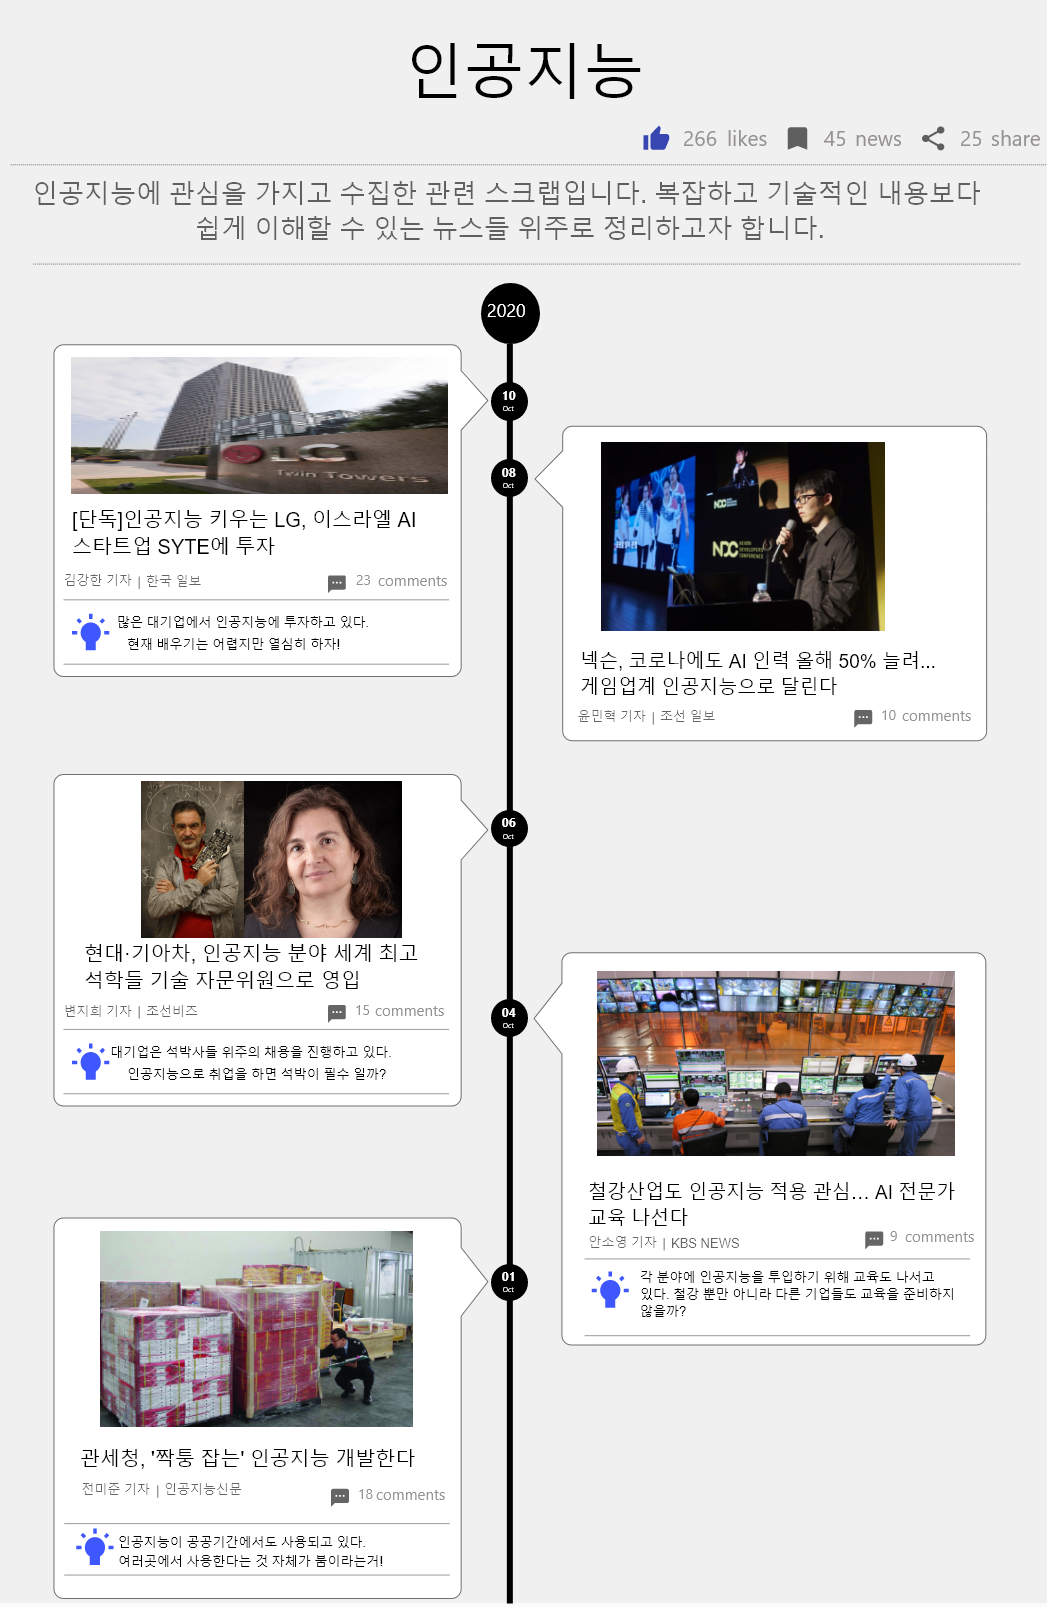 인공지능
266 likes 45 news 25 share
인공지능에 관심을 가지고 수집한 관련 스크랩입니다. 복잡하고 기술적인 내용보다
쉽게 이해할 수 있는 뉴스들 위주로 정리하고자 합니다.
2020
10
Oct
LG
Twin Towers
[단독]인공지능 키우는 LG, 이스라엘 AI
스타트업 SYTE에 투자
김강한 기자 | 한국 일보
23 comments
많은 대기업에서 인공지능에 투자하고 있다.
현재 배우기는 어렵지만 열심히 하자!
08
Oct
NDC
NEXON
DEVELOPERS
CONFERENCE
넥슨, 코로나에도 AI 인력 올해 50% 늘려...
게임업계 인공지능으로 달린다
윤민혁 기자 | 조선 일보
10 comments
06
Oct
현대·기아차, 인공지능 분야 세계 최고
석학들 기술 자문위원으로 영입
변지희 기자 | 조선비즈
15 comments
대기업은 석박사들 위주의 채용을 진행하고 있다.
인공지능으로 취업을 하면 석박이 필수 일까?
04
Oct
철강산업도 인공지능 적용 관심... AI 전문가
교육 나선다
안소영 기자 | KBS NEWS
9 comments
각 분야에 인공지능을 투입하기 위해 교육도 나서고
있다. 철강 뿐만 아니라 다른 기업들도 교육을 준비하지
않을까?
01
Oct
관세청, '짝퉁 잡는' 인공지능 개발한다
전미준 기자 | 인공지능신문
18 comments
인공지능이 공공기간에서도 사용되고 있다.
여러곳에서 사용한다는 것 자체가 붐이라는거!